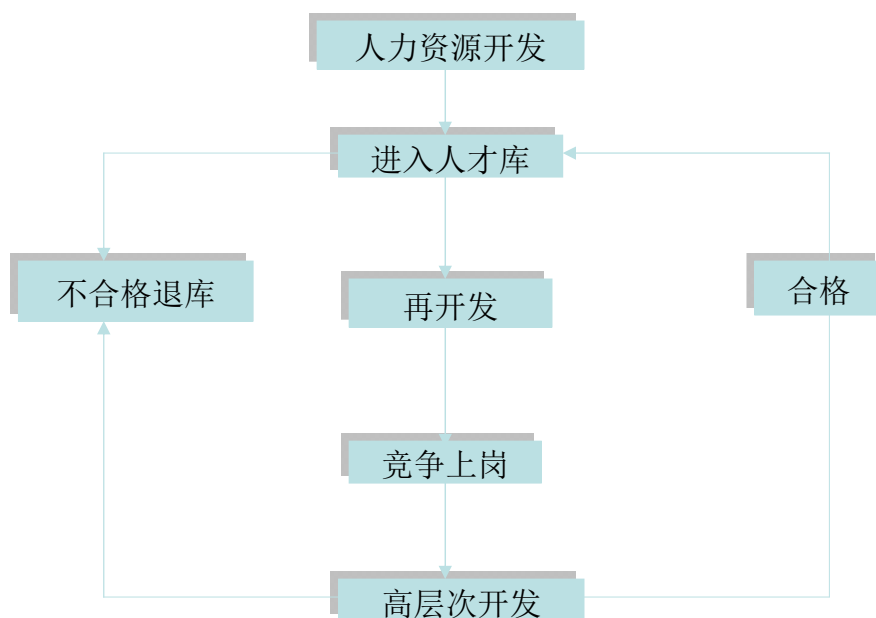 人力资源开发
进入人才库
不合格退库
再开发
合格
竞争上岗
高层次开发